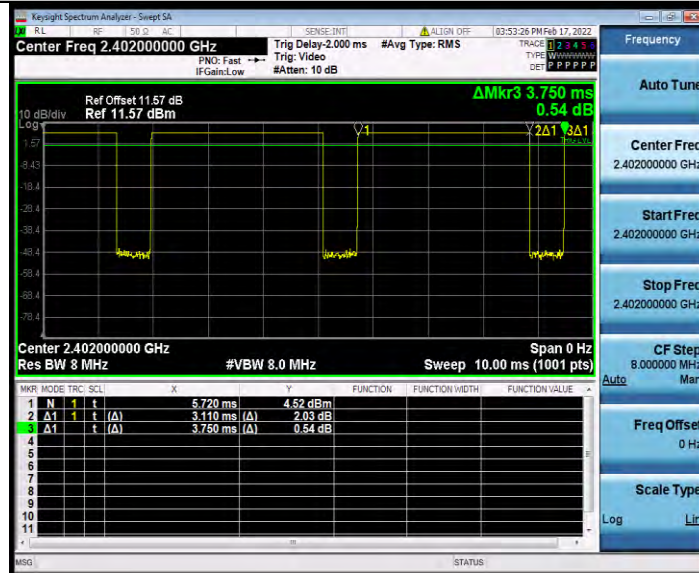 Keysight Spectrum Analyzer - Swept SA
RL RF 50 Ω AC SENSE:INT ALIGN OFF 03:53:26 PM Feb 17, 2022
Center Freq 2.402000000 GHz
PNO: Fast
IFGain:Low
Trig Delay-2.000 ms
Trig: Video
#Atten: 10 dB
#Avg Type: RMS
TRACE 1 2 3 4 5 6
TYPE W
DET P P P P P P
ΔMkr3 3.750 ms
0.54 dB
Ref Offset 11.57 dB
10 dB/div Ref 11.57 dBm
Log
1 2Δ1 3Δ1
1.57
-8.43
-18.4
-28.4
-38.4
-48.4
-58.4
-68.4
-78.4
Center 2.402000000 GHz Span 0 Hz
Res BW 8 MHz #VBW 8.0 MHz Sweep 10.00 ms (1001 pts)
MKR MODE TRC SCL X Y FUNCTION FUNCTION WIDTH FUNCTION VALUE
1 N 1 t 5.720 ms 4.52 dBm
2 Δ1 1 t (Δ) 3.110 ms (Δ) 2.03 dB
3 Δ1 t (Δ) 3.750 ms (Δ) 0.54 dB
4
5
6
7
8
9
10
11
MSG STATUS
Frequency
Auto Tune
Center Freq
2.402000000 GHz
Start Freq
2.402000000 GHz
Stop Freq
2.402000000 GHz
CF Step
8.000000 MHz
Auto Man
Freq Offset
0 Hz
Scale Type
Log Lin